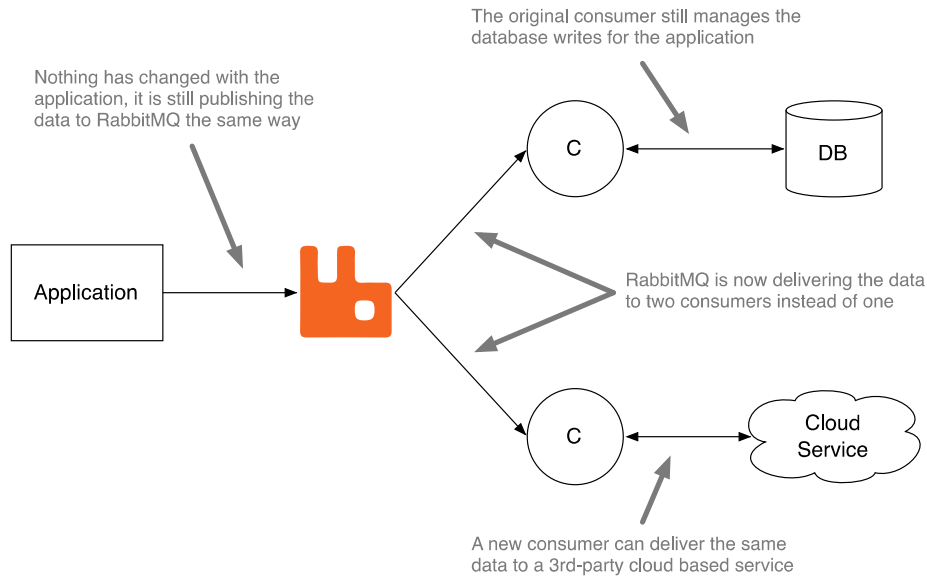 The original consumer still manages the
database writes for the application
Nothing has changed with the
application, it is still publishing the
data to RabbitMQ the same way
C
DB
Application
RabbitMQ is now delivering the data
to two consumers instead of one
C
Cloud
Service
A new consumer can deliver the same
data to a 3rd-party cloud based service